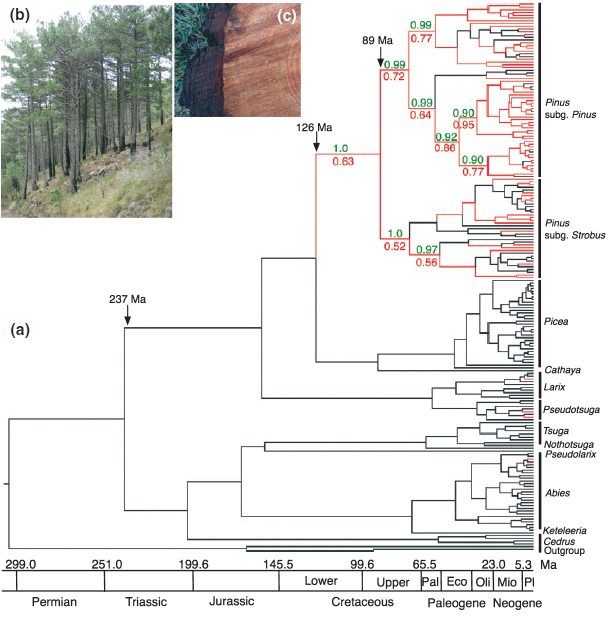 (b)
(c)
0.99
0.77
89 Ma
0.99
0.72
0.99
0.64
0.90
0.95
0.92
0.86
0.90
0.77
Pinus
subg. Pinus
126 Ma
1.0
0.63
1.0
0.52
0.97
0.56
Pinus
subg. Strobus
237 Ma
(a)
Picea
Cathaya
Larix
Pseudotsuga
Tsuga
Nothotsuga
Pseudolarix
Abies
Keteleeria
Cedrus
Outgroup
299.0 251.0 199.6 145.5 99.6 65.5 23.0 5.3 Ma
Lower Upper Pal Eco Oli Mio Pl
Permian Triassic Jurassic Cretaceous Paleogene Neogene